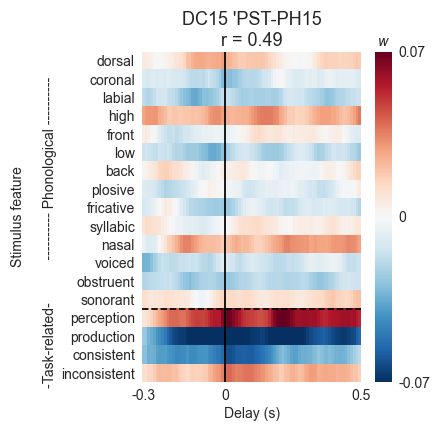 DC15 'PST-PH15
r = 0.49
w
dorsal
coronal
labial
high
front
low
back
plosive
fricative
syllabic
nasal
voiced
obstruent
sonorant
perception
production
consistent
inconsistent
Stimulus feature
-Task-related- ---------- Phonological ----------
-0.3
0
0.5
Delay (s)
0.07
0
-0.07